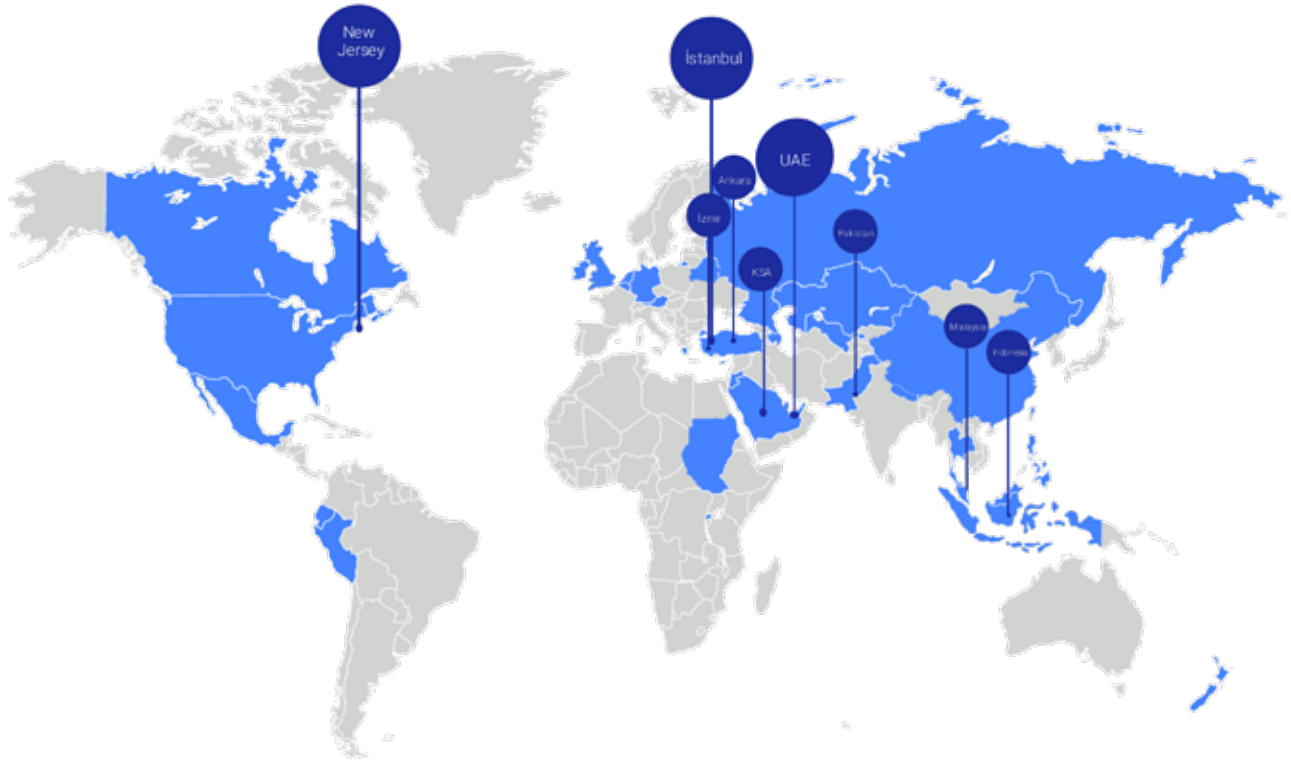 New
Jersey
İstanbul
UAE
Ankara
İzmir
Pakistan
KSA
Malaysia
Indonesia